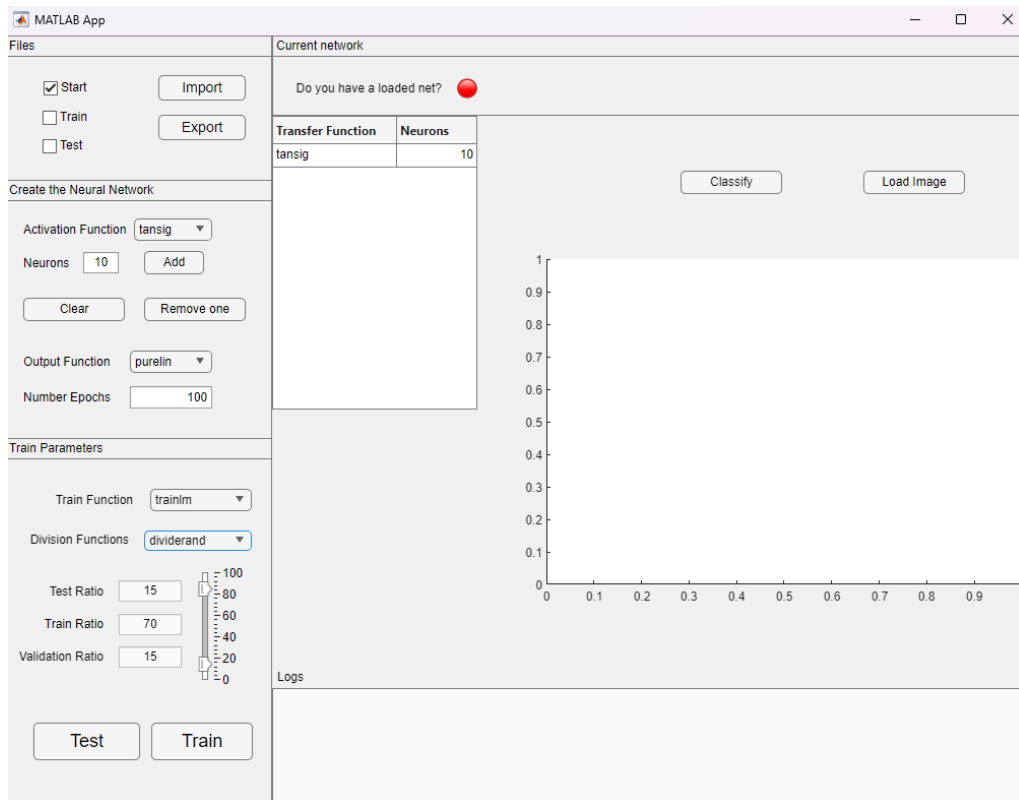 MATLAB App
Files
Start
Import
Train
Export
Test
Create the Neural Network
Activation Function tansig
Neurons 10 Add
Clear Remove one
Output Function purelin
Number Epochs 100
Train Parameters
Train Function trainlm
Division Functions dividerand
Test Ratio 15
Train Ratio 70
Validation Ratio 15
100
80
60
40
20
0
Test Train
Current network
Do you have a loaded net?
Transfer Function Neurons
tansig 10
Classify Load Image
1
0.9
0.8
0.7
0.6
0.5
0.4
0.3
0.2
0.1
0
0 0.1 0.2 0.3 0.4 0.5 0.6 0.7 0.8 0.9
Logs